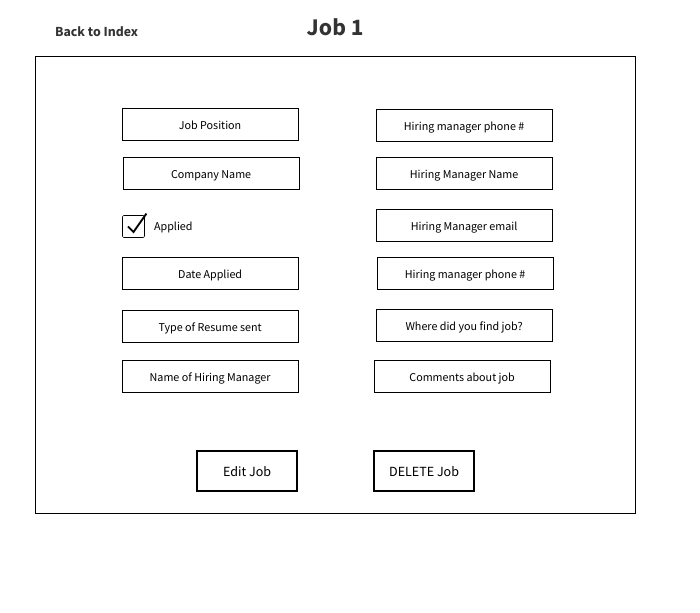 Back to Index
Job 1
Job Position
Hiring manager phone #
Company Name
Hiring Manager Name
Applied
Hiring Manager email
Date Applied
Hiring manager phone #
Type of Resume sent
Where did you find job?
Name of Hiring Manager
Comments about job
Edit Job
DELETE Job